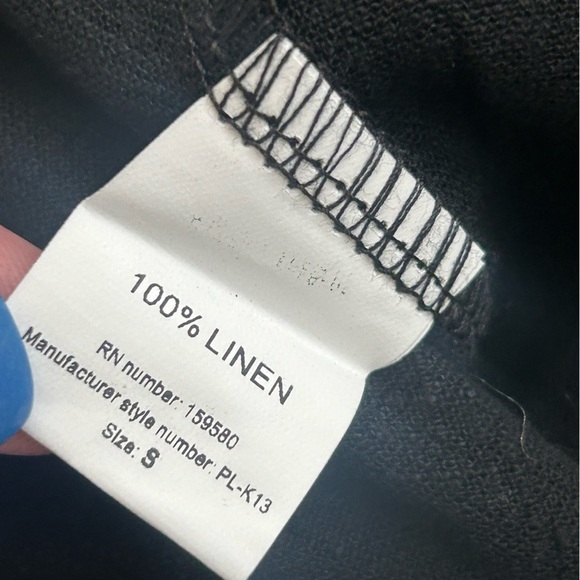 100% LINEN
RN number: 159580
Manufacturer style number: PL-K13
Size: S